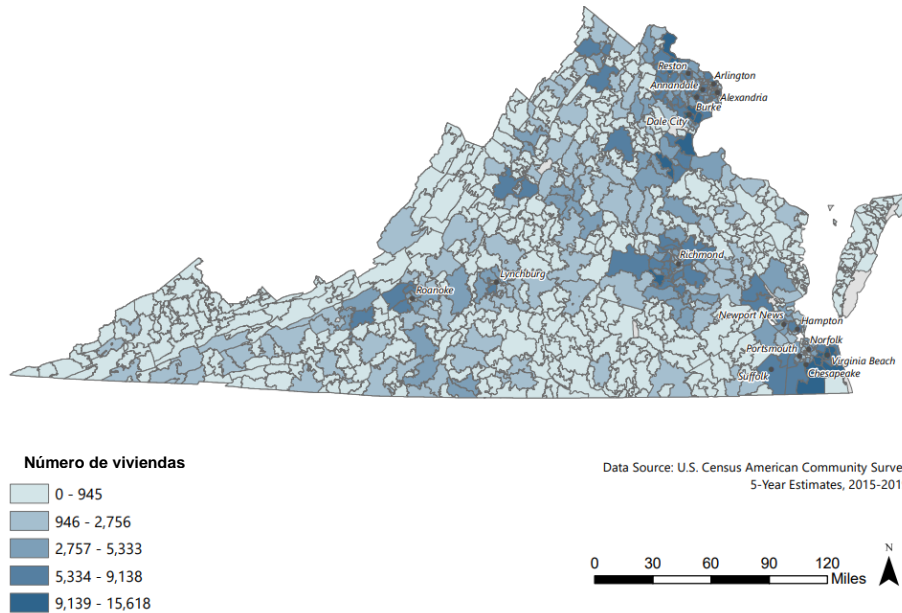 Reston
Arlington
Annandale
Alexandria
Burke
Dale City
Richmond
Lynchburg
Roanoke
Newport News
Hampton
Norfolk
Portsmouth
Virginia Beach
Suffolk
Chesapeake
Número de viviendas
0 - 945
946 - 2,756
2,757 - 5,333
5,334 - 9,138
9,139 - 15,618
Data Source: U.S. Census American Community Surve
5-Year Estimates, 2015-201
N
0 30 60 90 120
Miles